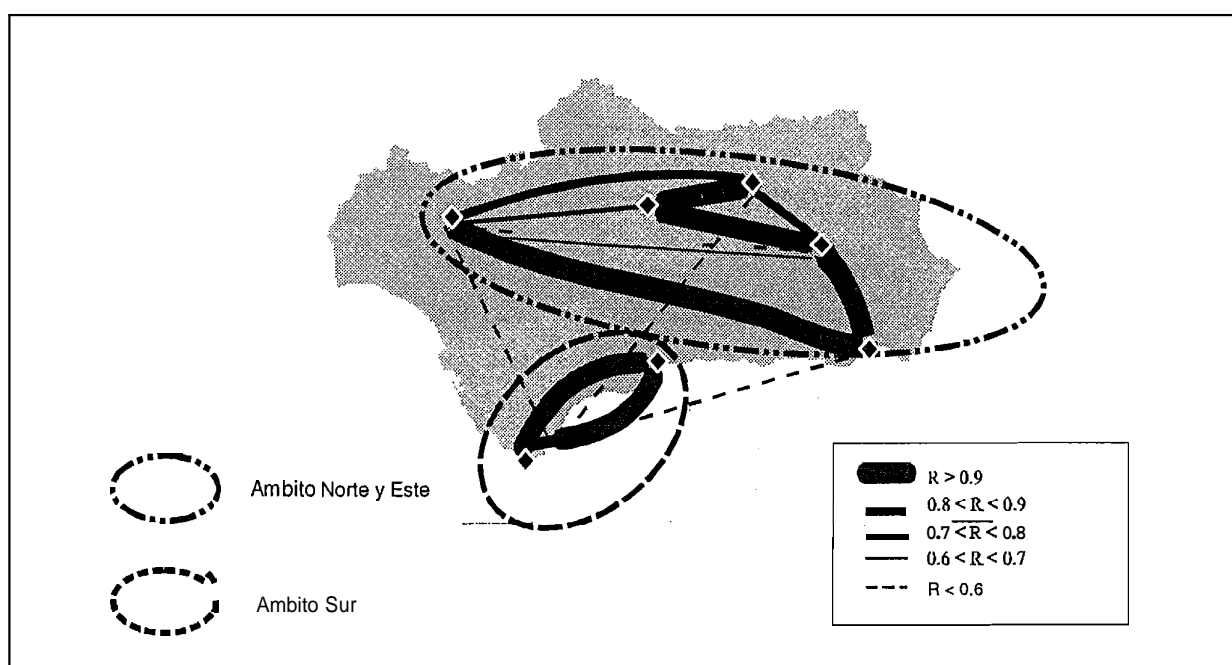 Ambito Norte y Este
Ambito Sur
R > 0.9
0.8 < R < 0.9
0.7 < R < 0.8
0.6 < R < 0.7
R < 0.6